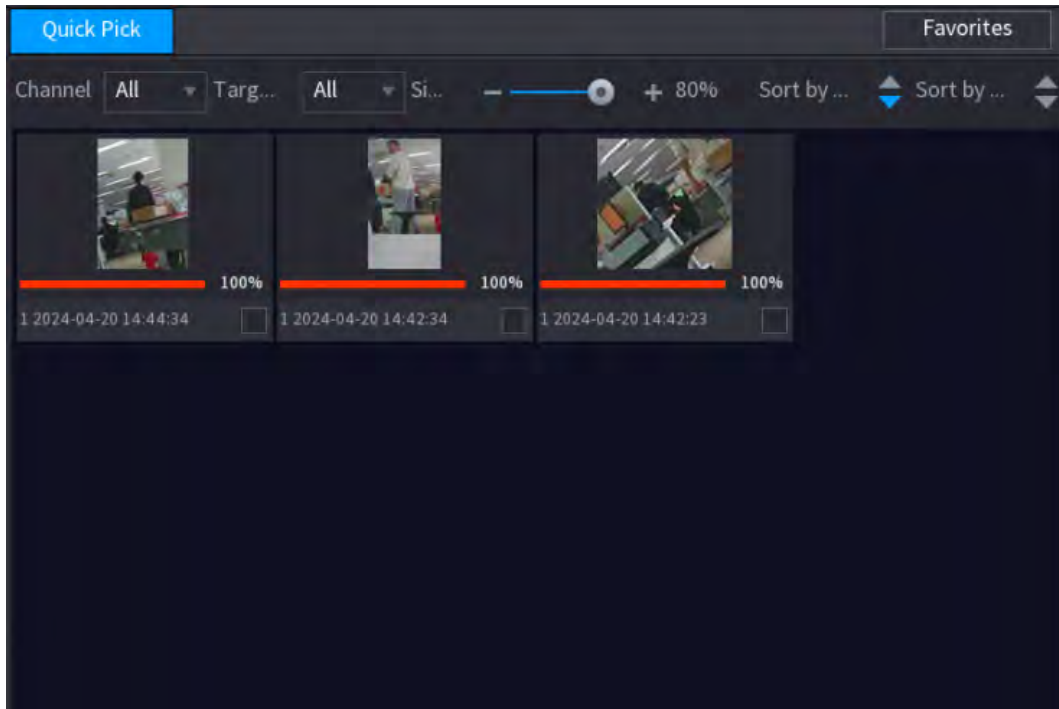 Quick Pick Favorites
Channel All Targ... All Si... 80% Sort by ... Sort by ...
100% 100% 100%
1 2024-04-20 14:44:34 1 2024-04-20 14:42:34 1 2024-04-20 14:42:23